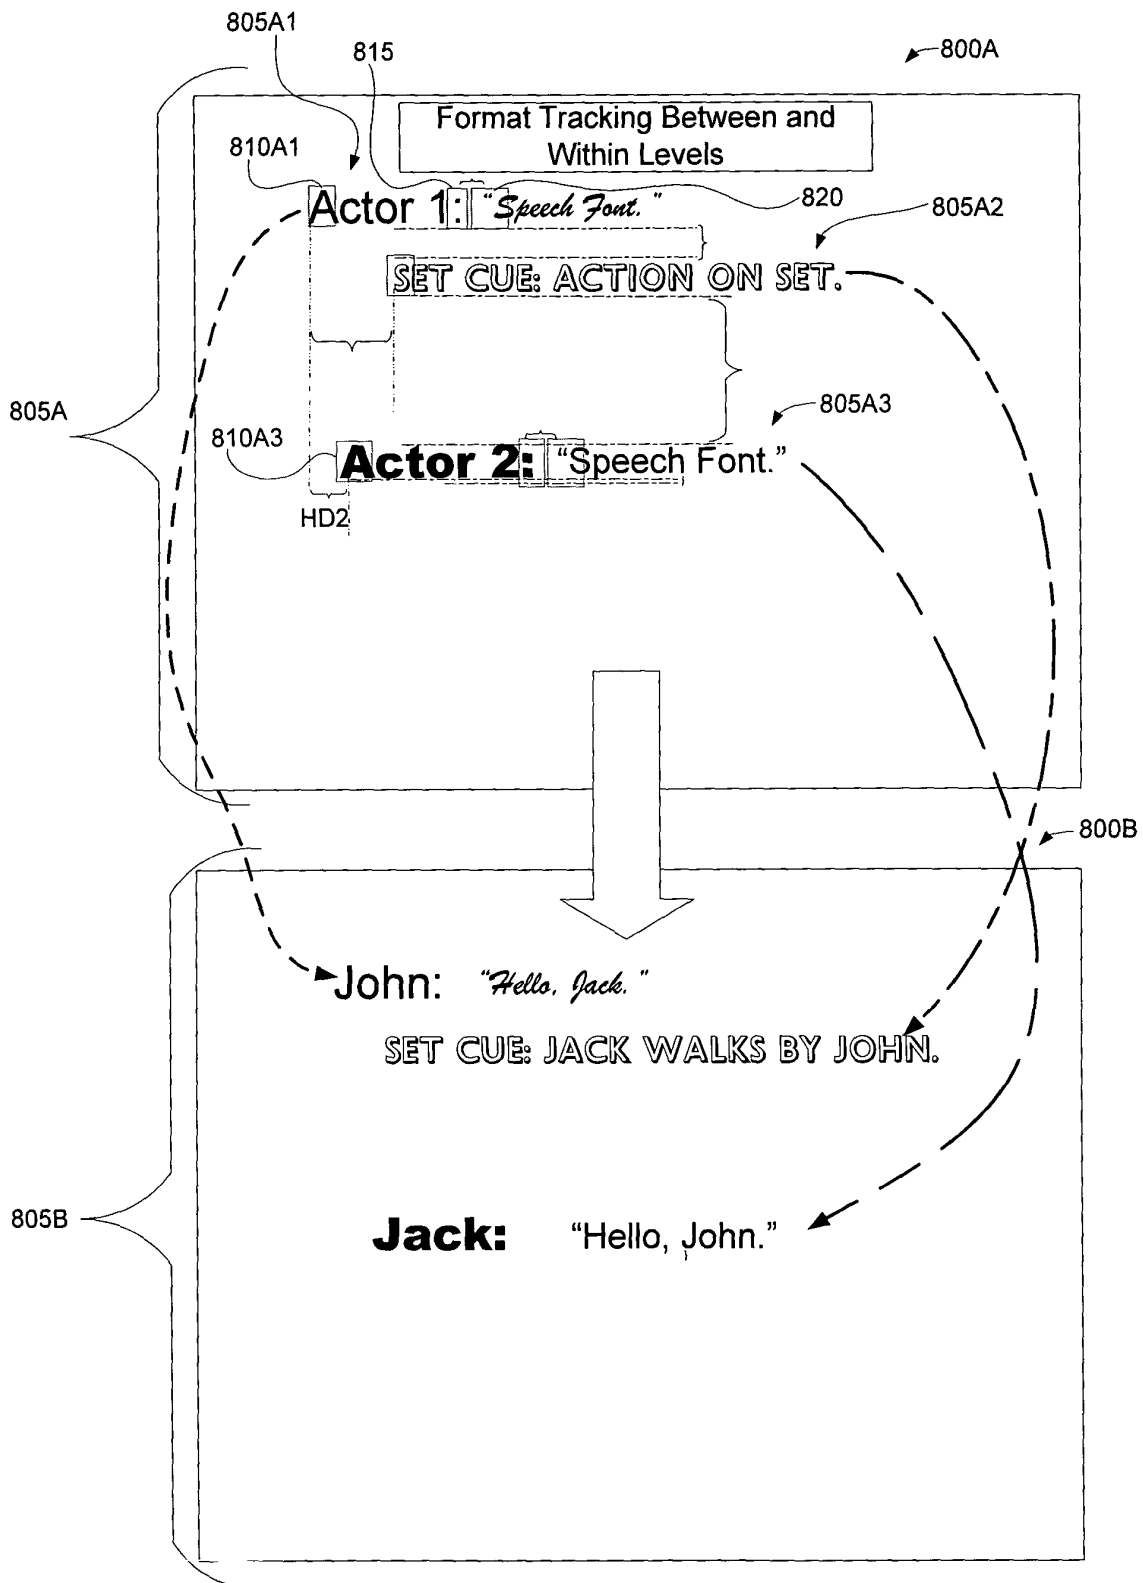 805A1
815
800A
Format Tracking Between and
Within Levels
810A1
Actor 1: “Speech Font.”
820
805A2
SET CUE: ACTION ON SET.
805A
805A3
810A3
Actor 2: “Speech Font.”
HD2
800B
John: “Hello, Jack.”
SET CUE: JACK WALKS BY JOHN.
805B
Jack: “Hello, John.”